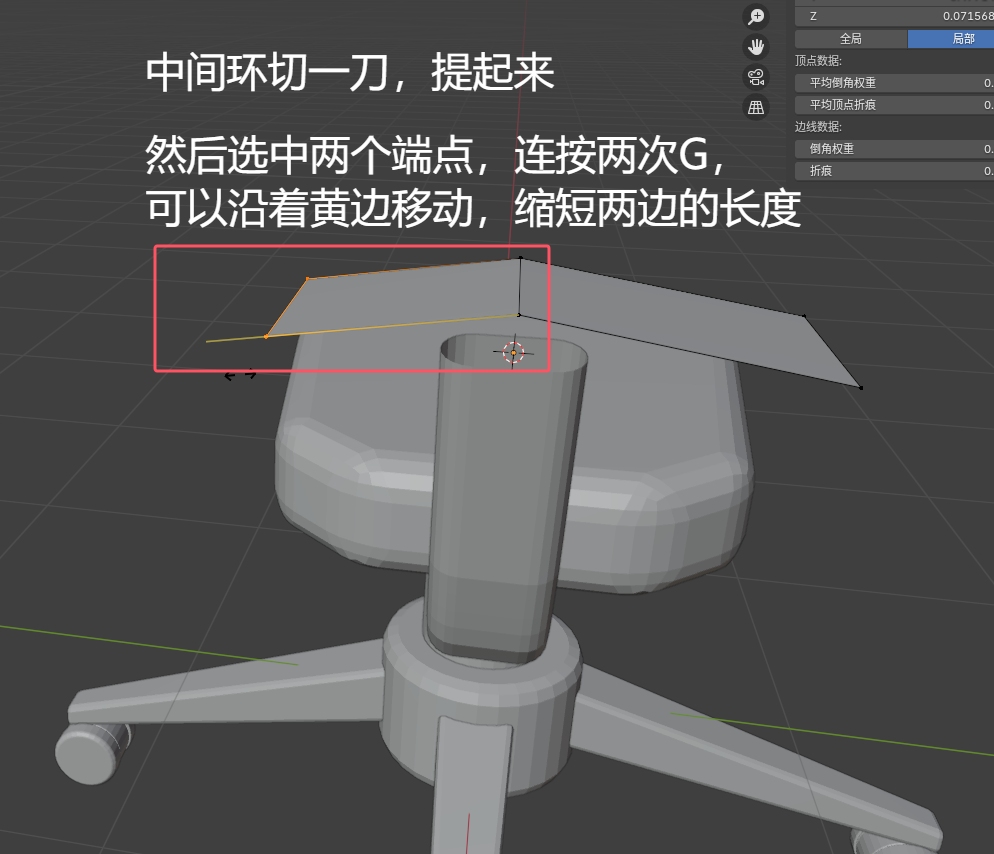 Z 0.071568
全局 局部
顶点数据:
平均倒角权重 0.
平均顶点折痕 0.
边线数据:
倒角权重 0.
折痕 0.
中间环切一刀，提起来
然后选中两个端点，连按两次G，
可以沿着黄边移动，缩短两边的长度